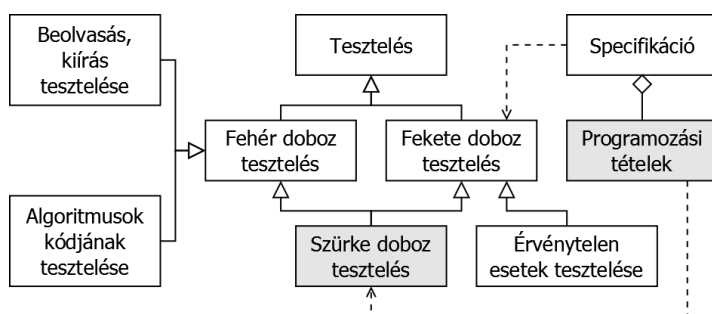 Beolvasás,
kiírás
tesztelése
Tesztelés
Specifikáció
Fehér doboz
tesztelés
Fekete doboz
tesztelés
Programozási
tételek
Algoritmusok
kódjának
tesztelése
Szürke doboz
tesztelés
Érvénytelen
esetek tesztelése